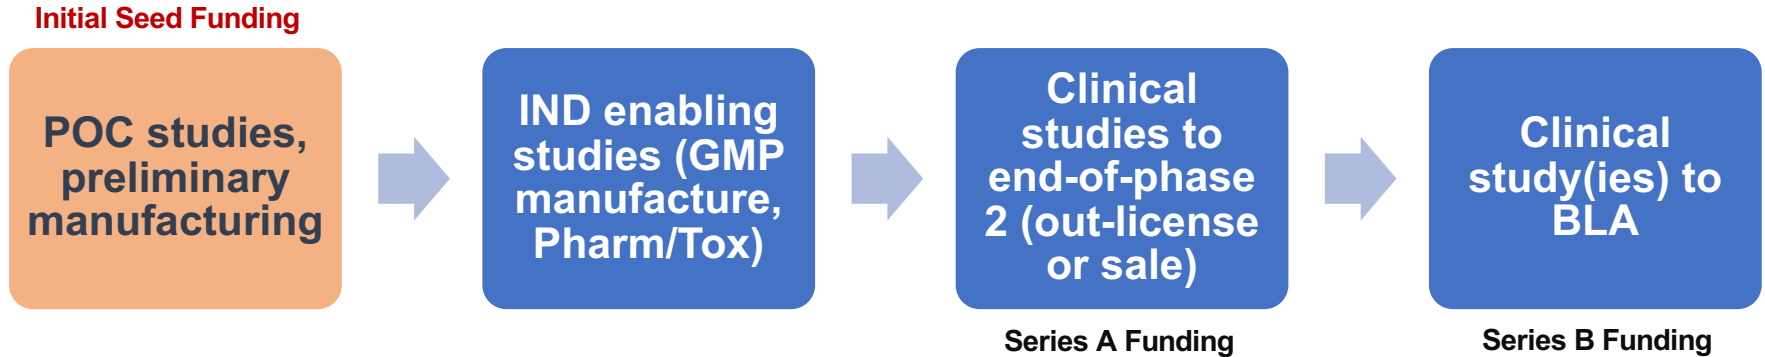 Initial Seed Funding
POC studies,
preliminary
manufacturing
IND enabling
studies (GMP
manufacture,
Pharm/Tox)
Clinical
studies to
end-of-phase
2 (out-license
or sale)
Series A Funding
Clinical
study(ies) to
BLA
Series B Funding